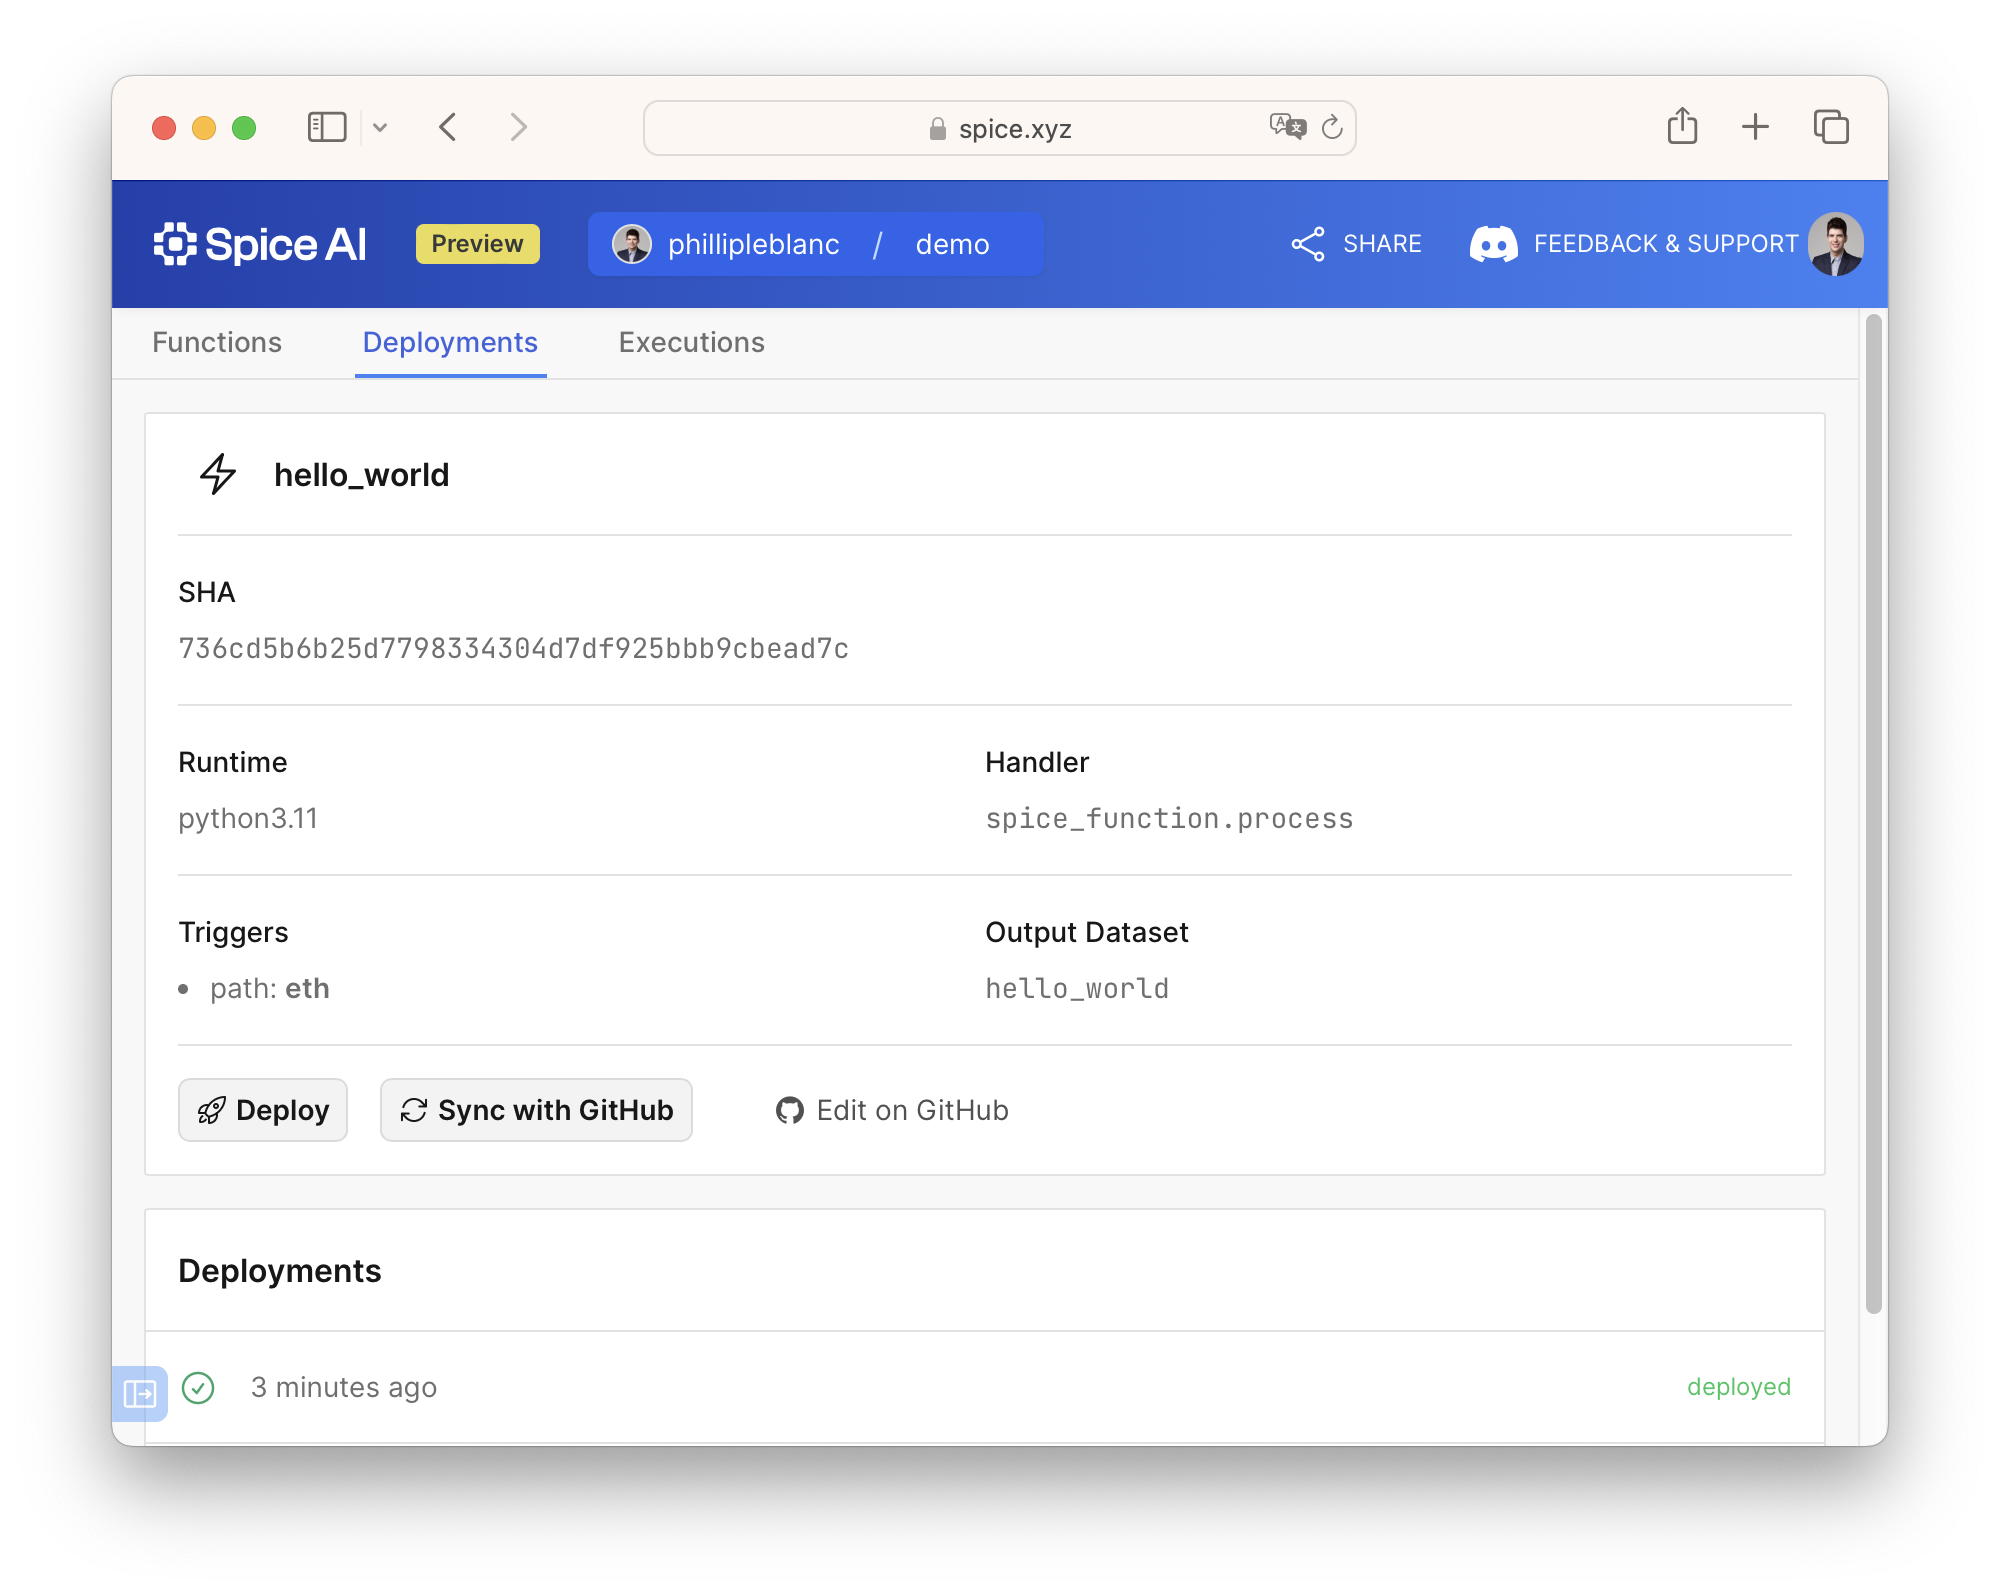 spice.xyz
Spice AI
Preview
phillipleblanc / demo
SHARE
FEEDBACK & SUPPORT
Functions
Deployments
Executions
hello_world
SHA
736cd5b6b25d7798334304d7df925bbb9cbead7c
Runtime
python3.11
Handler
spice_function.process
Triggers
• path: eth
Output Dataset
hello_world
Deploy
Sync with GitHub
Edit on GitHub
Deployments
3 minutes ago
deployed